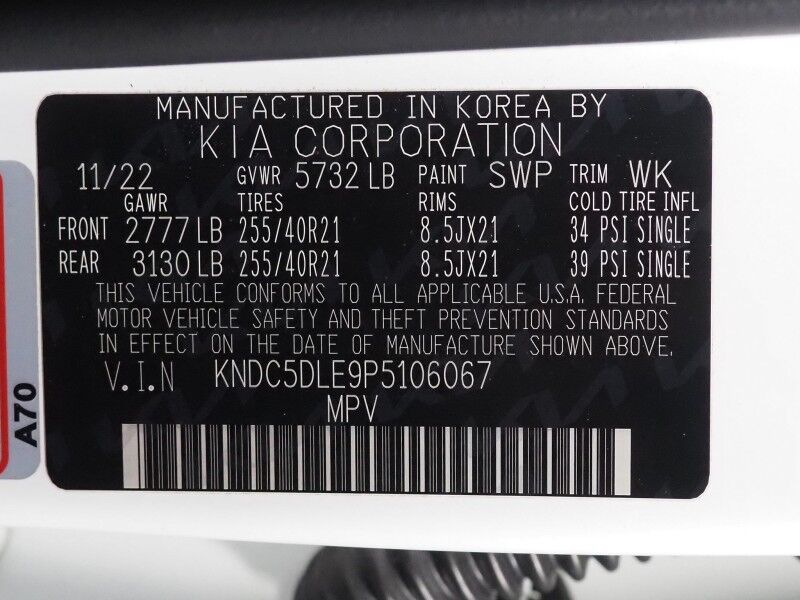 MANUFACTURED IN KOREA BY
KIA CORPORATION
11/22 GVWR 5732 LB PAINT SWP TRIM WK
GAWR TIRES RIMS COLD TIRE INFL
FRONT 2777 LB 255/40R21 8.5JX21 34 PSI SINGLE
REAR 3130 LB 255/40R21 8.5JX21 39 PSI SINGLE
THIS VEHICLE CONFORMS TO ALL APPLICABLE U.S.A. FEDERAL
MOTOR VEHICLE SAFETY AND THEFT PREVENTION STANDARDS
IN EFFECT ON THE DATE OF MANUFACTURE SHOWN ABOVE.
V.I.N KNDC5DLE9P5106067
MPV
A70